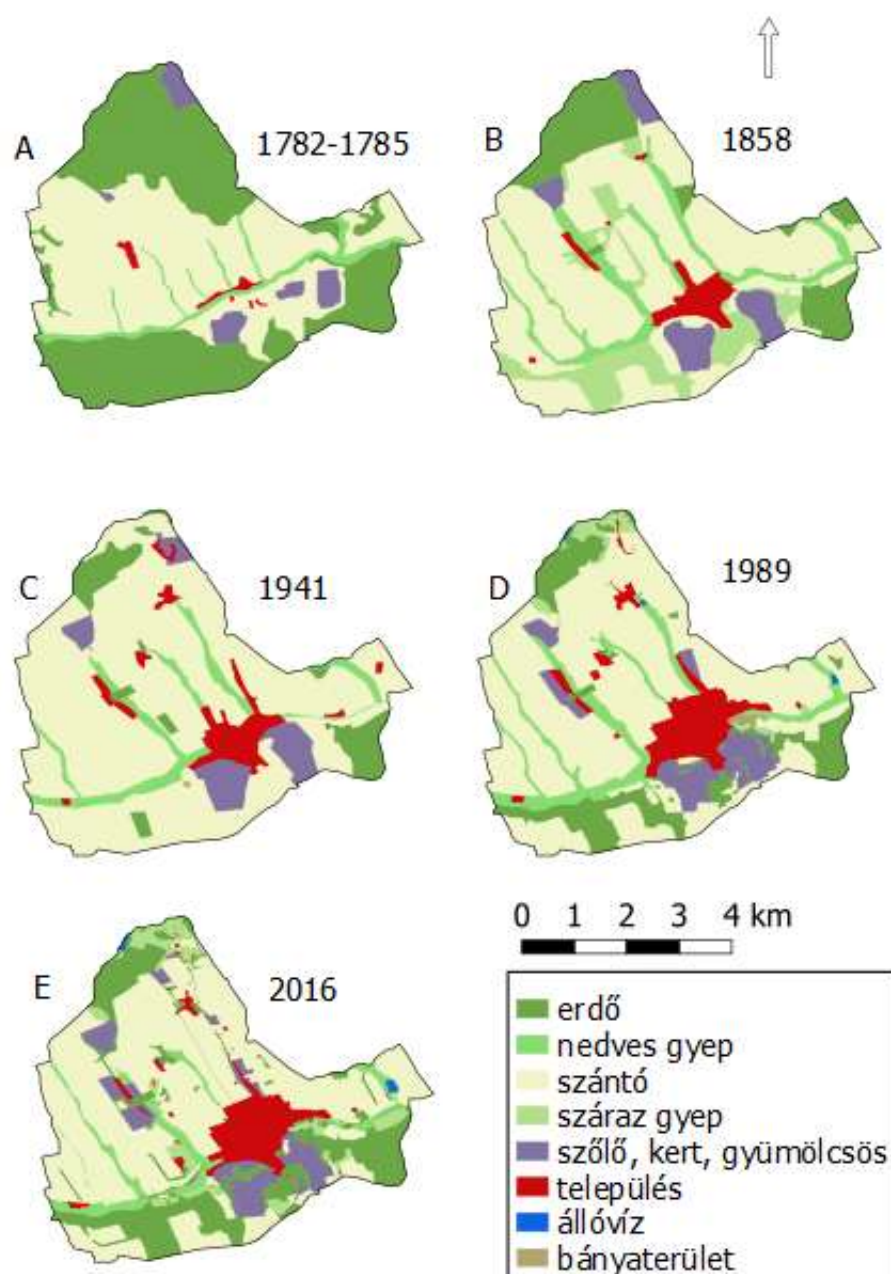 A
1782-1785
B
1858
C
1941
D
1989
E
2016
0 1 2 3 4 km
erdő
nedves gyep
szántó
száraz gyep
szőlő, kert, gyümölcsös
település
állóvíz
bányaterület